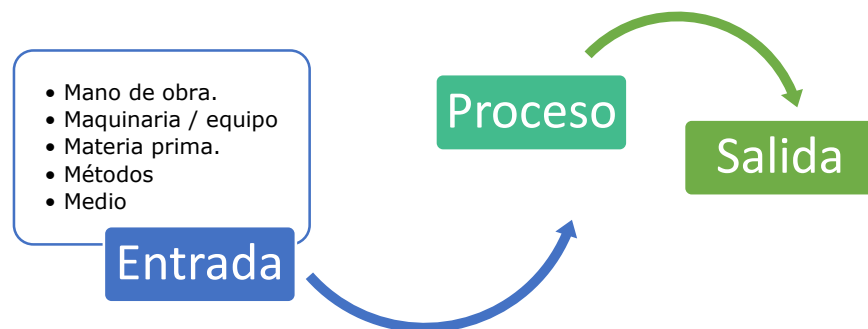 • Mano de obra.
• Maquinaria / equipo
• Materia prima.
• Métodos
• Medio
Entrada
Proceso
Salida